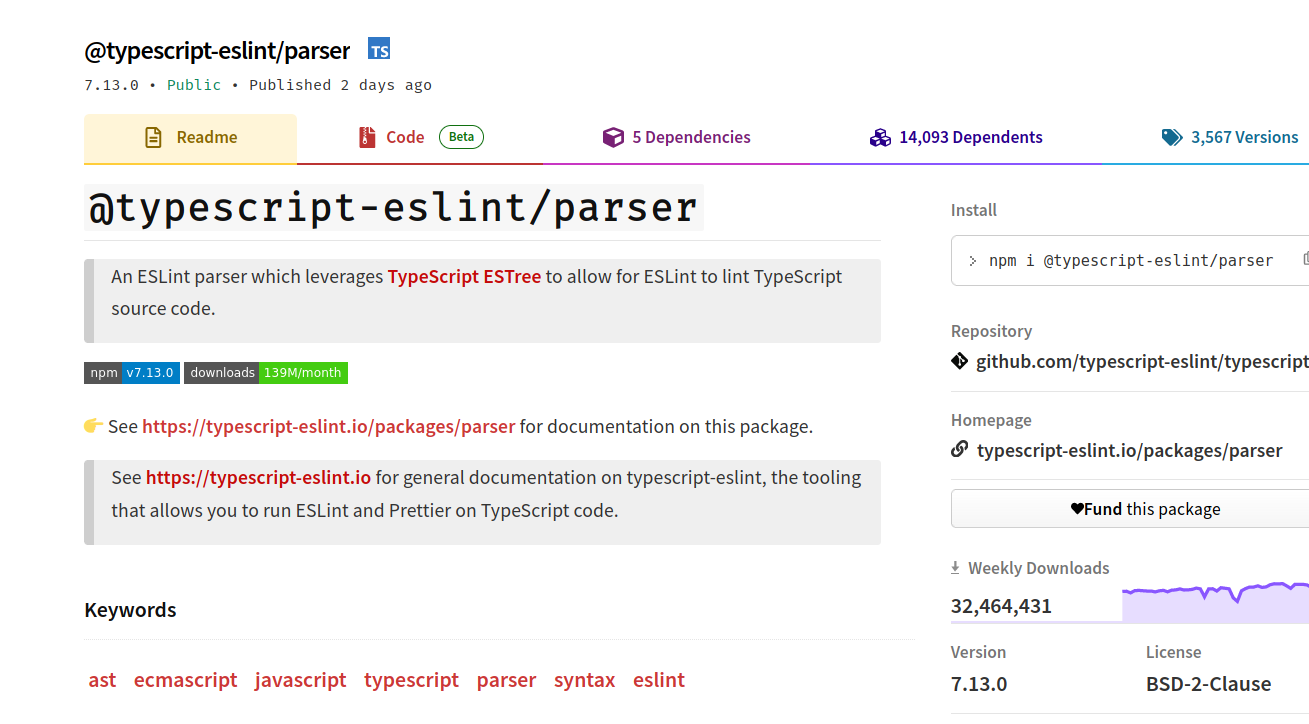 @typescript-eslint/parser TS
7.13.0 • Public • Published 2 days ago
Readme
Code Beta
5 Dependencies
14,093 Dependents
3,567 Versions
@typescript-eslint/parser
An ESLint parser which leverages TypeScript ESTree to allow for ESLint to lint TypeScript
source code.
npm v7.13.0 downloads 139M/month
👉 See https://typescript-eslint.io/packages/parser for documentation on this package.
See https://typescript-eslint.io for general documentation on typescript-eslint, the tooling
that allows you to run ESLint and Prettier on TypeScript code.
Keywords
ast ecmascript javascript typescript parser syntax eslint
Install
> npm i @typescript-eslint/parser
Repository
github.com/typescript-eslint/typescript
Homepage
typescript-eslint.io/packages/parser
♥Fund this package
Weekly Downloads
32,464,431
Version
7.13.0
License
BSD-2-Clause